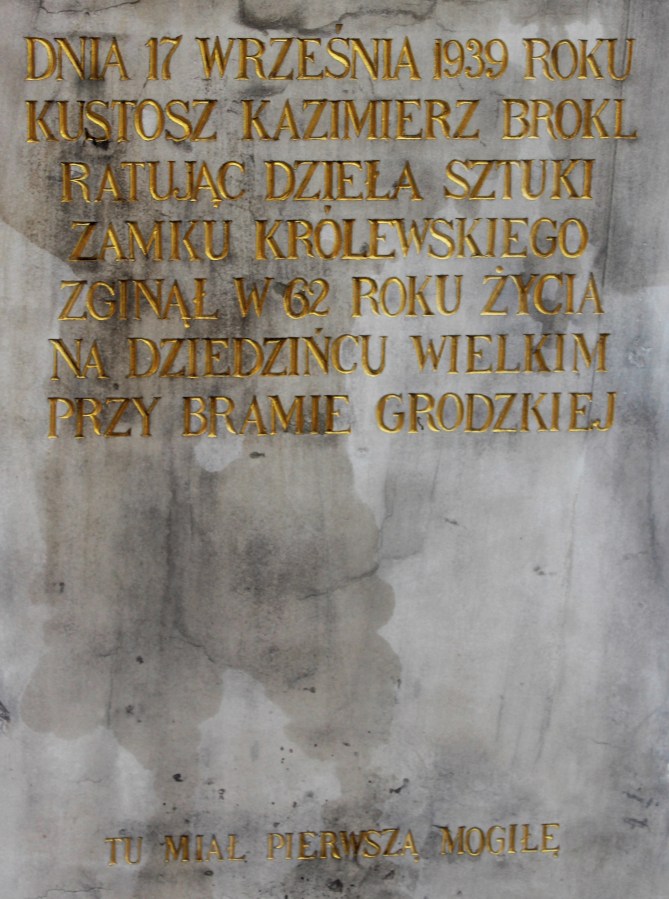 DNIA 17 WRZEŚNIA 1939 ROKU
KUSTOSZ KAZIMIERZ BROKL
RATUJĄC DZIEŁA SZTUKI
ZAMKU KRÓLEWSKIEGO
ZGINĄŁ W 62 ROKU ŻYCIA
NA DZIEDZIŃCU WIELKIM
PRZY BRAMIE GRODZKIEJ
TU MIAŁ PIERWSZĄ MOGIŁĘ